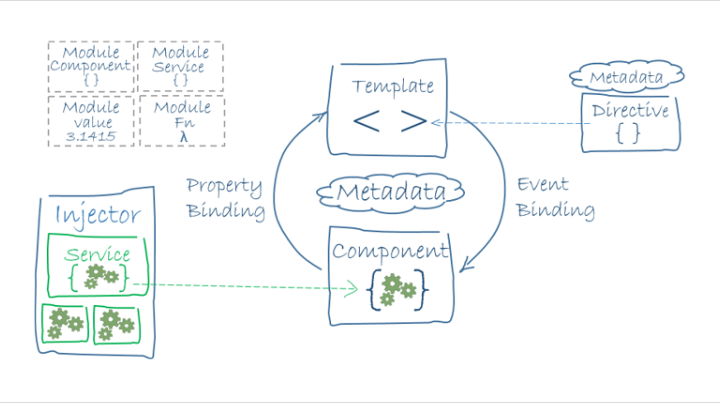 Module
Component
{ }
Module
Service
{ }
Module
value
3.1415
Module
Fn
λ
Template
< >
Metadata
Directive
{ }
Property
Binding
Metadata
Event
Binding
Injector
Service
{ }
Component
{ }